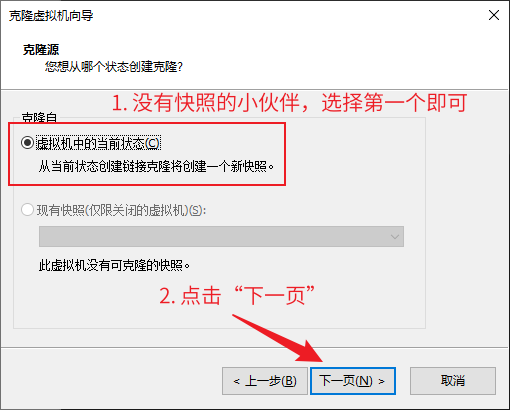 克隆虚拟机向导
克隆源
您想从哪个状态创建克隆?
1. 没有快照的小伙伴，选择第一个即可
克隆自
虚拟机中的当前状态(C)
从当前状态创建链接克隆将创建一个新快照。
现有快照(仅限关闭的虚拟机)(S):
此虚拟机没有可克隆的快照。
2. 点击“下一页”
< 上一步(B) 下一页(N) > 取消